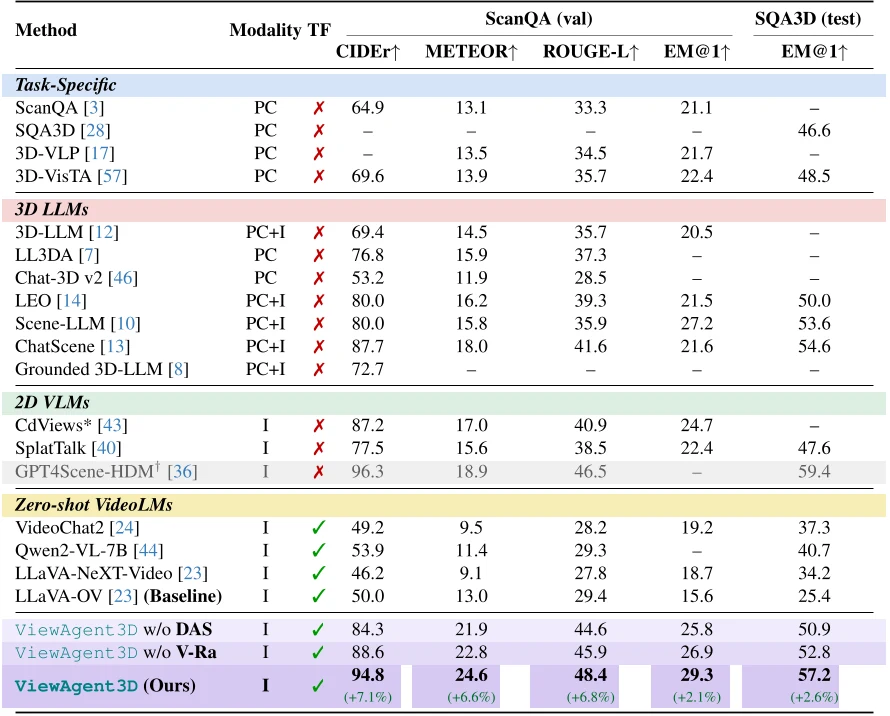 Method Modality TF ScanQA (val) SQA3D (test)
CIDEr↑ METEOR↑ ROUGE-L↑ EM@1↑ EM@1↑
Task-Specific
ScanQA [3] PC ✗ 64.9 13.1 33.3 21.1 –
SQA3D [28] PC ✗ – – – – 46.6
3D-VLP [17] PC ✗ – 13.5 34.5 21.7 –
3D-VisTA [57] PC ✗ 69.6 13.9 35.7 22.4 48.5
3D LLMs
3D-LLM [12] PC+I ✗ 69.4 14.5 35.7 20.5 –
LL3DA [7] PC ✗ 76.8 15.9 37.3 – –
Chat-3D v2 [46] PC ✗ 53.2 11.9 28.5 – –
LEO [14] PC+I ✗ 80.0 16.2 39.3 21.5 50.0
Scene-LLM [10] PC+I ✗ 80.0 15.8 35.9 27.2 53.6
ChatScene [13] PC+I ✗ 87.7 18.0 41.6 21.6 54.6
Grounded 3D-LLM [8] PC+I ✗ 72.7 – – – –
2D VLMs
CdViews* [43] I ✗ 87.2 17.0 40.9 24.7 –
SplatTalk [40] I ✗ 77.5 15.6 38.5 22.4 47.6
GPT4Scene-HDM† [36] I ✗ 96.3 18.9 46.5 – 59.4
Zero-shot VideoLMs
VideoChat2 [24] I ✓ 49.2 9.5 28.2 19.2 37.3
Qwen2-VL-7B [44] I ✓ 53.9 11.4 29.3 – 40.7
LLaVA-NeXT-Video [23] I ✓ 46.2 9.1 27.8 18.7 34.2
LLaVA-OV [23] (Baseline) I ✓ 50.0 13.0 29.4 15.6 25.4
ViewAgent3D w/o DAS I ✓ 84.3 21.9 44.6 25.8 50.9
ViewAgent3D w/o V-Ra I ✓ 88.6 22.8 45.9 26.9 52.8
ViewAgent3D (Ours) I ✓ 94.8 24.6 48.4 29.3 57.2
(+7.1%) (+6.6%) (+6.8%) (+2.1%) (+2.6%)